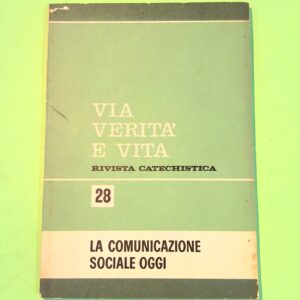 VIA
VERITA'
E VITA
RIVISTA CATECHISTICA
28
LA COMUNICAZIONE
SOCIALE OGGI